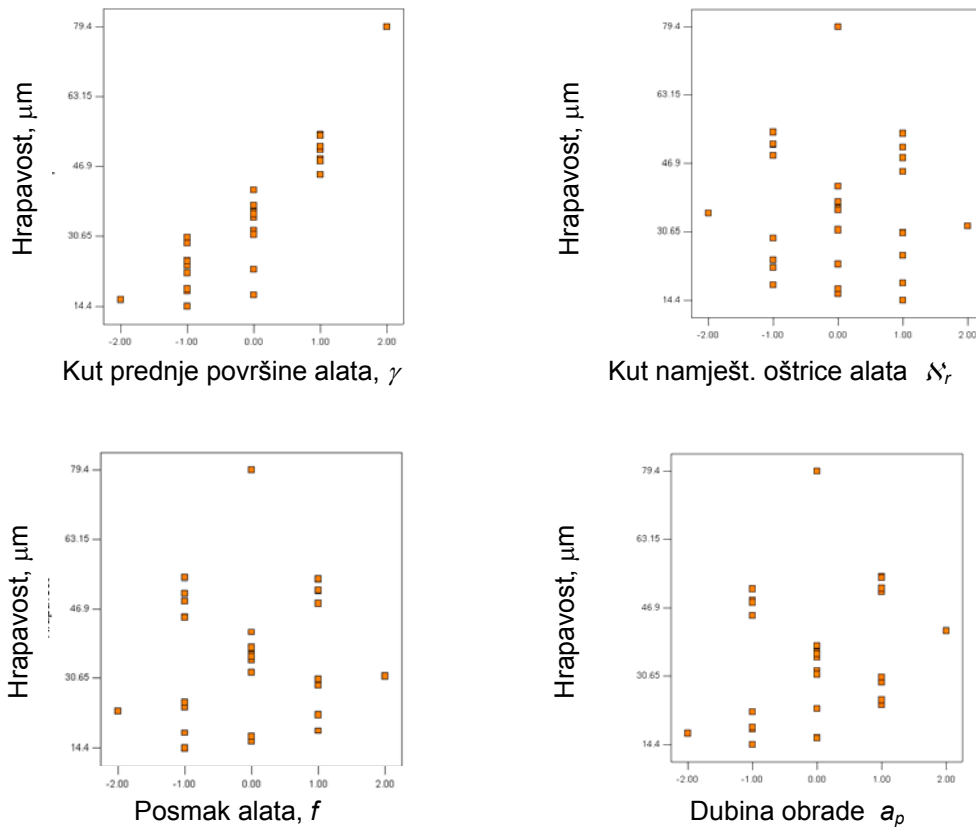 Hrapavost, μm
79.4
63.15
46.9
30.65
14.4
-2.00 -1.00 0.00 1.00 2.00
Kut prednje površine alata, γ
Hrapavost, μm
79.4
63.15
46.9
30.65
14.4
-2.00 -1.00 0.00 1.00 2.00
Kut namješt. oštrice alata ℵr
Hrapavost, μm
79.4
63.15
46.9
30.65
14.4
-2.00 -1.00 0.00 1.00 2.00
Posmak alata, f
Hrapavost, μm
79.4
63.15
46.9
30.65
14.4
-2.00 -1.00 0.00 1.00 2.00
Dubina obrade ap